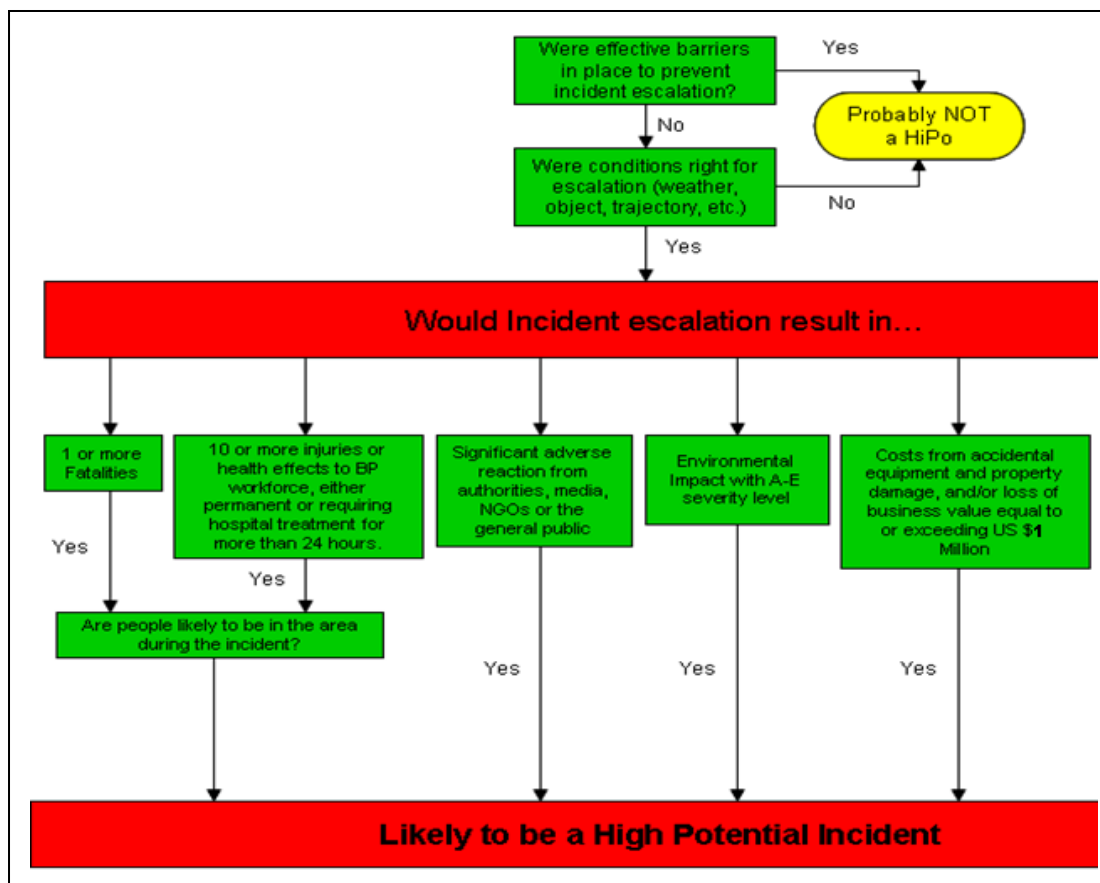 Were effective barriers
in place to prevent
incident escalation?
Yes
Probably NOT
a HiPo
No
Were conditions right for
escalation (weather,
object, trajectory, etc.)
No
Yes
Would Incident escalation result in...
1 or more
Fatalities
10 or more injuries or
health effects to BP
workforce, either
permanent or requiring
hospital treatment for
more than 24 hours.
Significant adverse
reaction from
authorities, media,
NGOs or the
general public
Environmental
Impact with A-E
severity level
Costs from accidental
equipment and property
damage, and/or loss of
business value equal to
or exceeding US $1
Million
Yes
Yes
Are people likely to be in the area
during the incident?
Yes
Yes
Yes
Likely to be a High Potential Incident